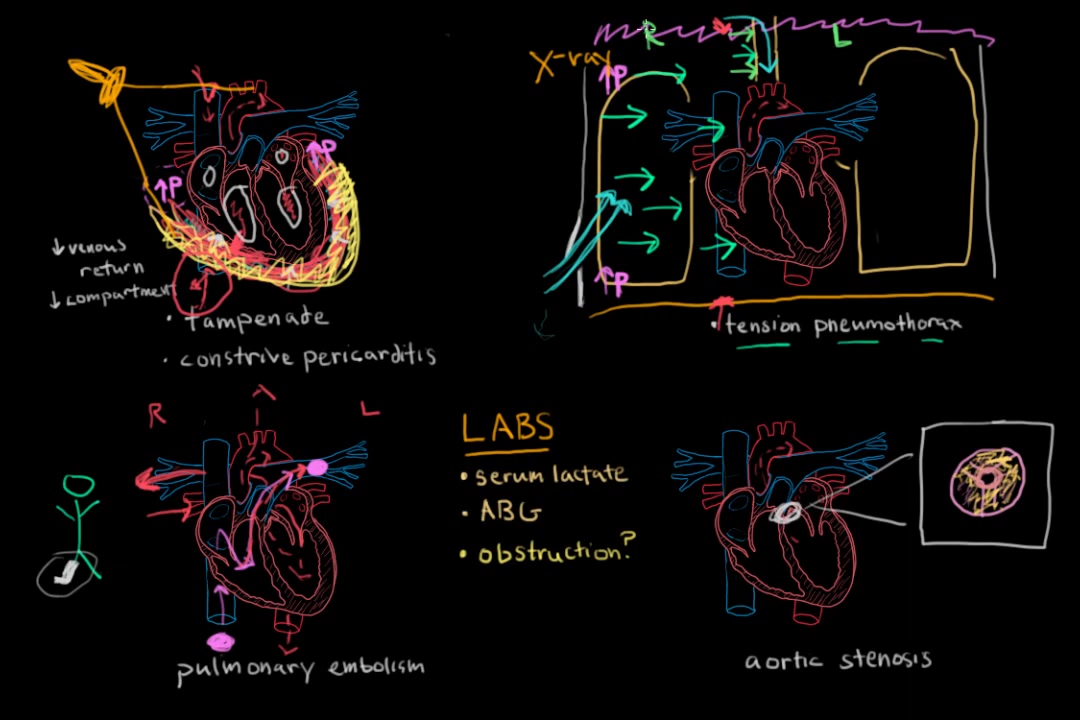 R
L
X-ray
↑P
↑P
↑P
↑P
↓venous
return
↓compartment
• tampenade
• constrive pericarditis
• tension pneumothorax
R
L
LABS
• serum lactate
• ABG
• obstruction?
pulmonary embolism
aortic stenosis